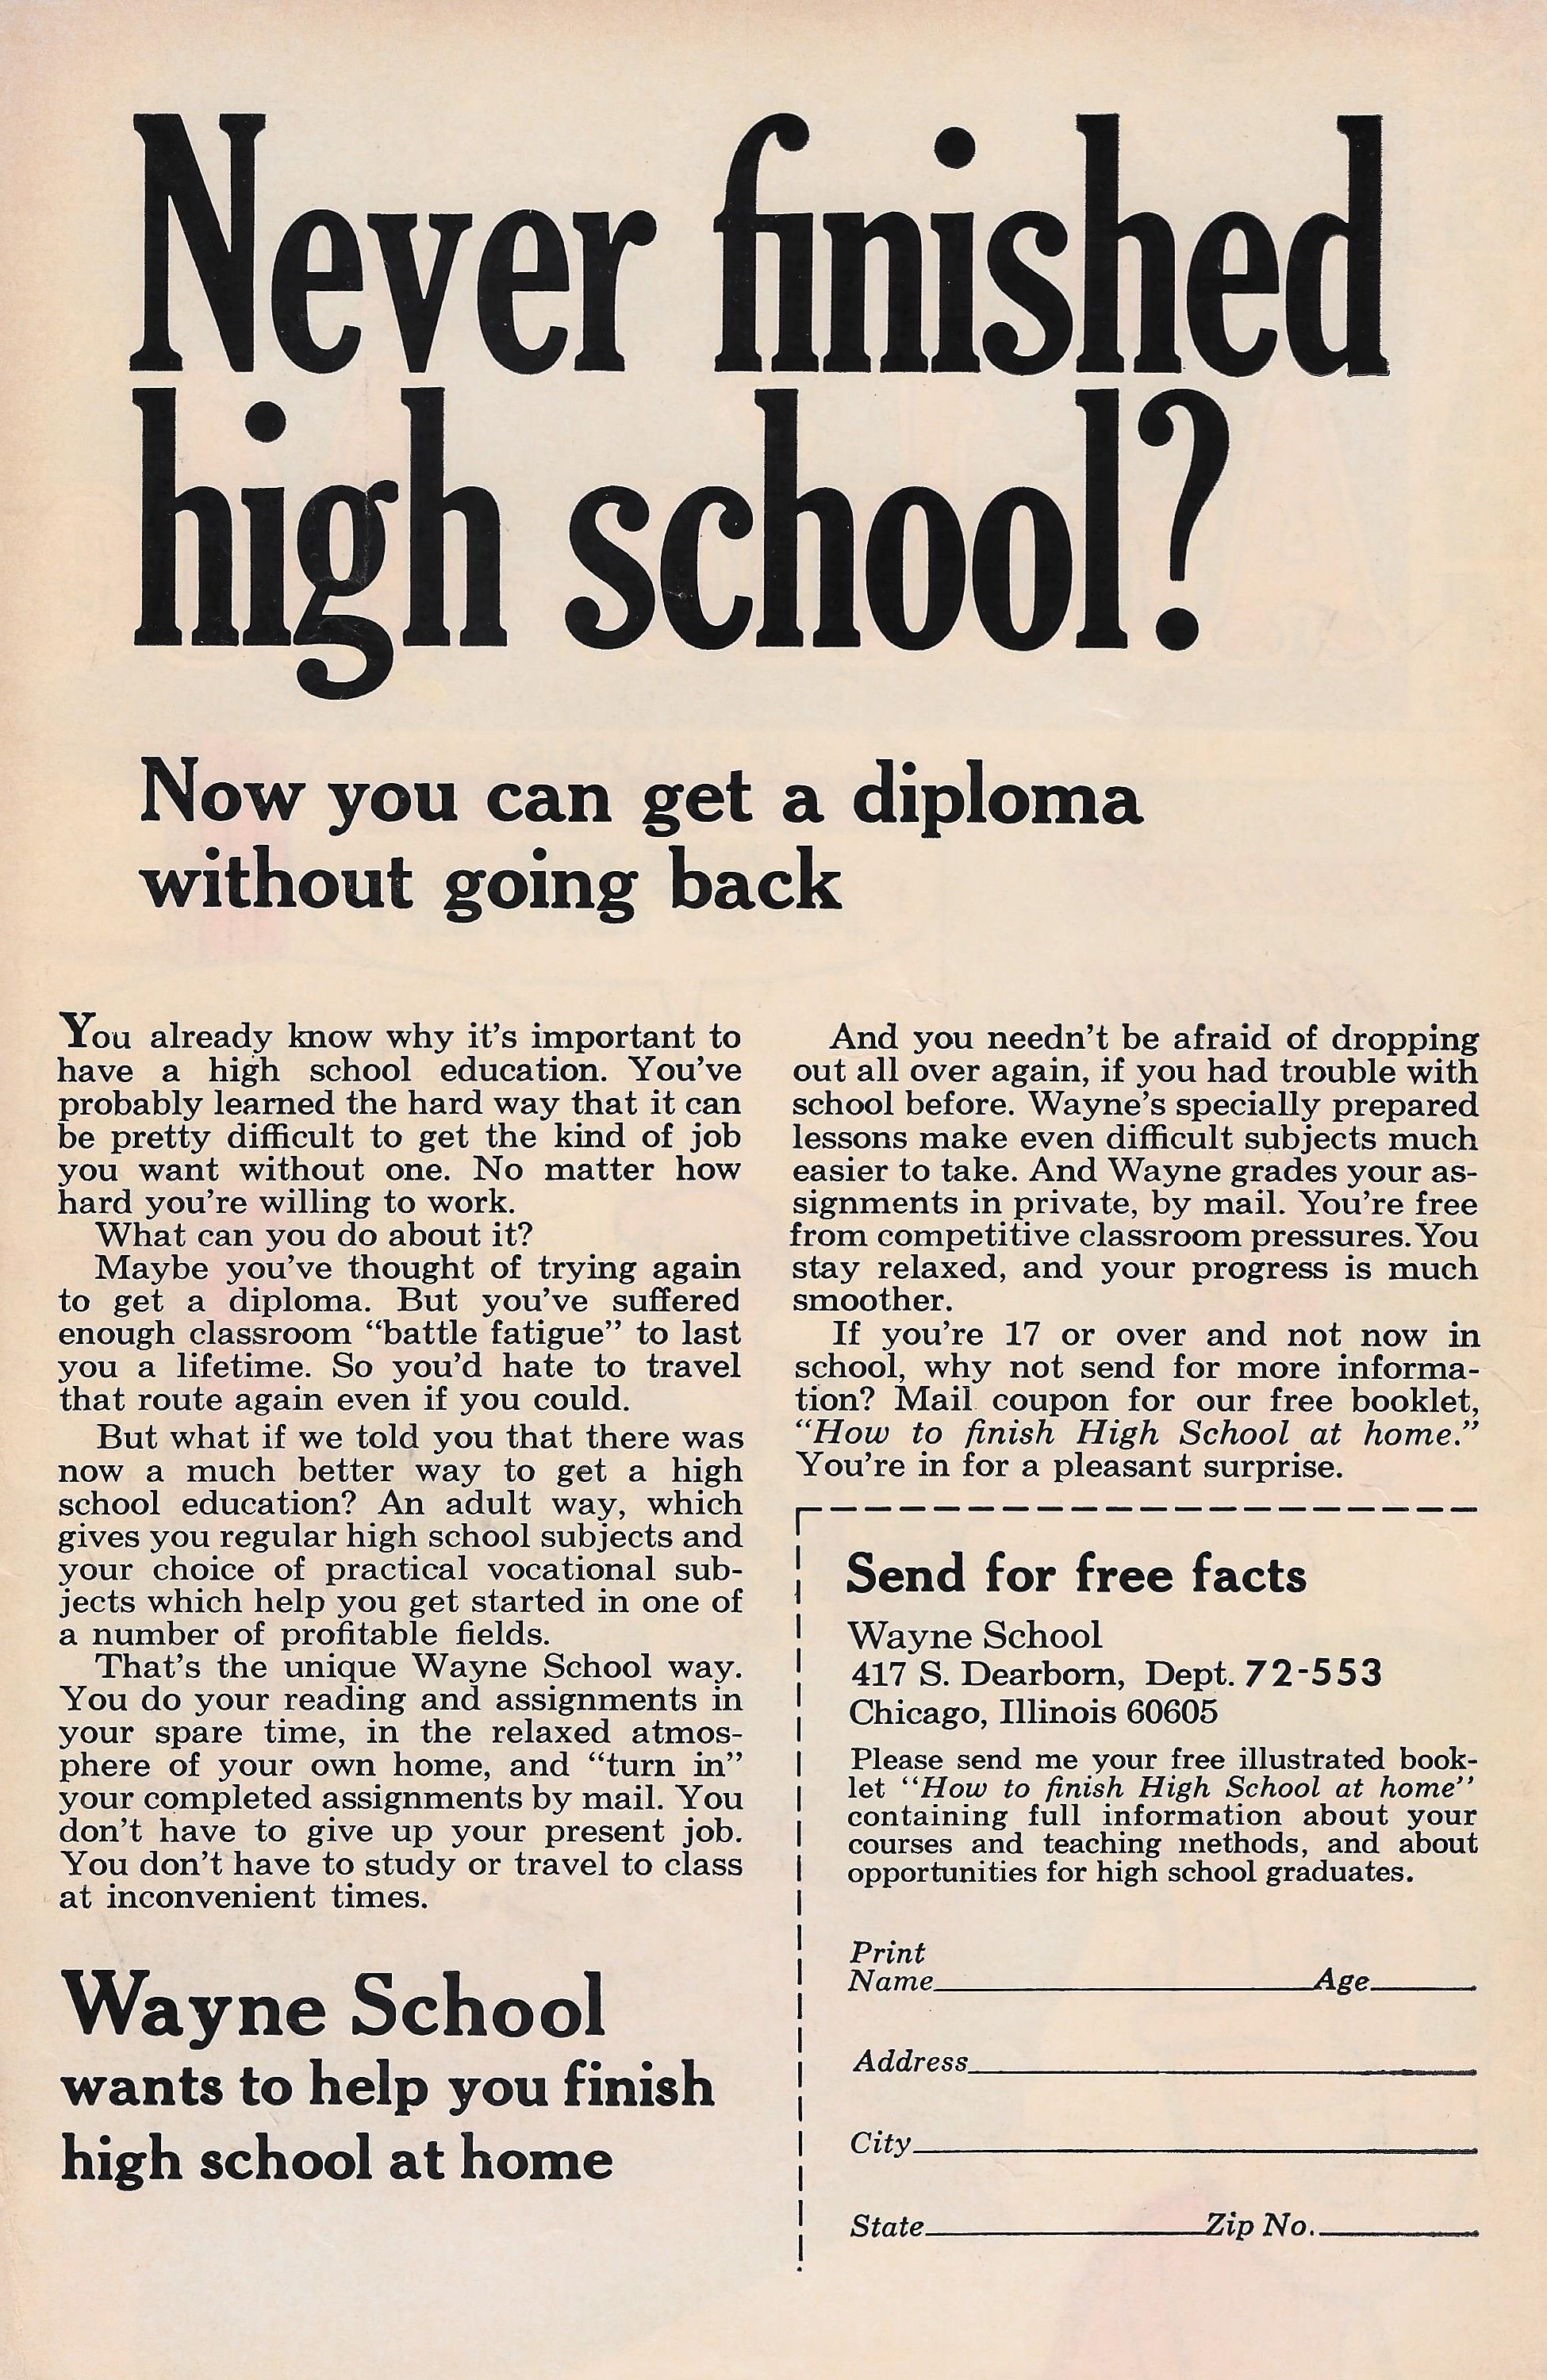 Never finished
high school?
Now you can get a diploma
without going back
You already know why it's important to
have a high school education. You've
probably learned the hard way that it can
be pretty difficult to get the kind of job
you want without one. No matter how
hard you're willing to work.
What can you do about it?
Maybe you've thought of trying again
to get a diploma. But you've suffered
enough classroom “battle fatigue” to last
you a lifetime. So you'd hate to travel
that route again even if you could.
But what if we told you that there was
now a much better way to get a high
school education? An adult way, which
gives you regular high school subjects and
your choice of practical vocational sub-
jects which help you get started in one of
a number of profitable fields.
That's the unique Wayne School way.
You do your reading and assignments in
your spare time, in the relaxed atmos-
phere of your own home, and “turn in”
your completed assignments by mail. You
don't have to give up your present job.
You don't have to study or travel to class
at inconvenient times.
Wayne School
wants to help you finish
high school at home
And you needn't be afraid of dropping
out all over again, if you had trouble with
school before. Wayne's specially prepared
lessons make even difficult subjects much
easier to take. And Wayne grades your as-
signments in private, by mail. You're free
from competitive classroom pressures. You
stay relaxed, and your progress is much
smoother.
If you're 17 or over and not now in
school, why not send for more informa-
tion? Mail coupon for our free booklet,
“How to finish High School at home.”
You're in for a pleasant surprise.
Send for free facts
Wayne School
417 S. Dearborn, Dept. 72-553
Chicago, Illinois 60605
Please send me your free illustrated book-
let “How to finish High School at home”
containing full information about your
courses and teaching methods, and about
opportunities for high school graduates.
Print
Name Age
Address
City
State Zip No.